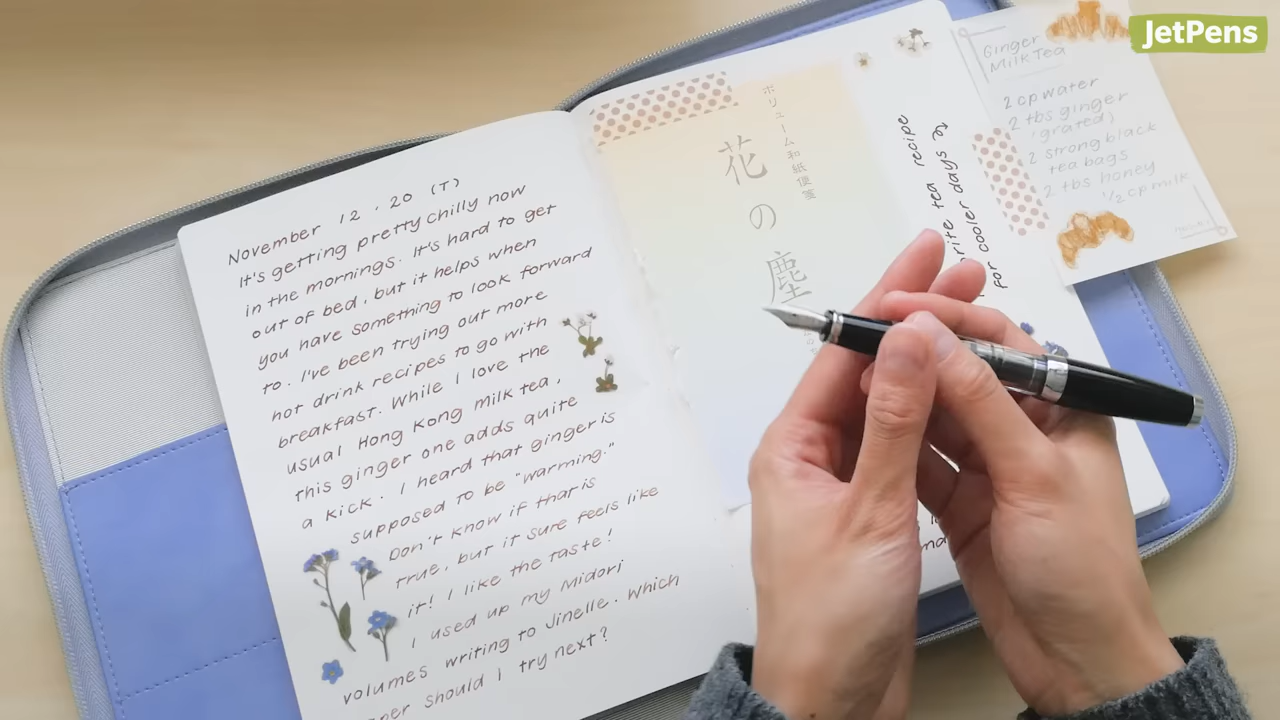 November 12, 20 (T)
It's getting pretty chilly now
in the mornings. It's hard to get
out of bed, but it helps when
you have something to look forward
to. I've been trying out more
hot drink recipes to go with
breakfast. While I love the
usual Hong Kong milk tea,
this ginger one adds quite
a kick. I heard that ginger is
supposed to be "warming."
Don't know if that is
true, but it sure feels like
it! I like the taste!
I used up my Midori
volumes writing to Jinelle. Which
should I try next?
ボリューム和紙便箋
花の塵
tea recipe
for cooler days
Ginger
Milk Tea
2 cp water
2 tbs ginger
(grated)
2 strong black
tea bags
2 tbs honey
1/2 cp milk
JetPens